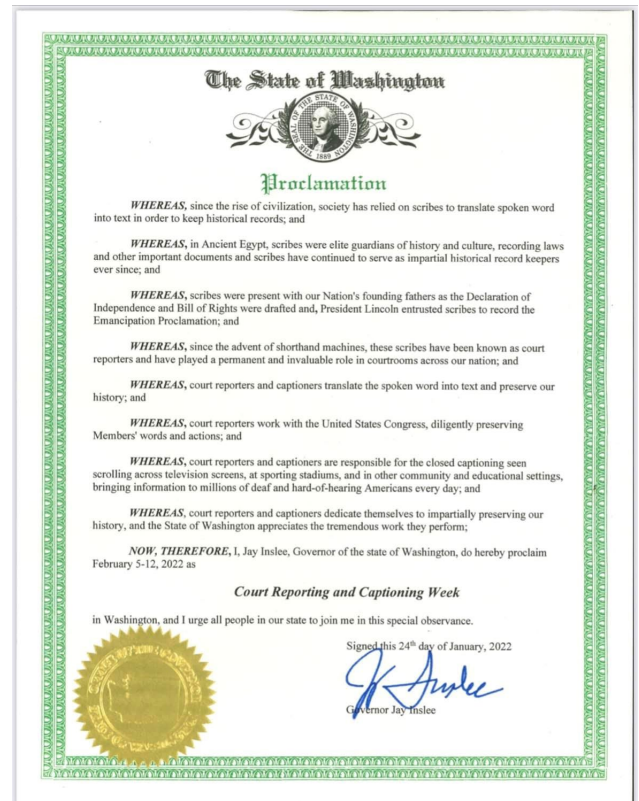 The State of Washington
THE SEAL OF THE STATE OF WASHINGTON
1889
Proclamation
WHEREAS, since the rise of civilization, society has relied on scribes to translate spoken word
into text in order to keep historical records; and
WHEREAS, in Ancient Egypt, scribes were elite guardians of history and culture, recording laws
and other important documents and scribes have continued to serve as impartial historical record keepers
ever since; and
WHEREAS, scribes were present with our Nation's founding fathers as the Declaration of
Independence and Bill of Rights were drafted and, President Lincoln entrusted scribes to record the
Emancipation Proclamation; and
WHEREAS, since the advent of shorthand machines, these scribes have been known as court
reporters and have played a permanent and invaluable role in courtrooms across our nation; and
WHEREAS, court reporters and captioners translate the spoken word into text and preserve our
history; and
WHEREAS, court reporters work with the United States Congress, diligently preserving
Members' words and actions; and
WHEREAS, court reporters and captioners are responsible for the closed captioning seen
scrolling across television screens, at sporting stadiums, and in other community and educational settings,
bringing information to millions of deaf and hard-of-hearing Americans every day; and
WHEREAS, court reporters and captioners dedicate themselves to impartially preserving our
history, and the State of Washington appreciates the tremendous work they perform;
NOW, THEREFORE, I, Jay Inslee, Governor of the state of Washington, do hereby proclaim
February 5-12, 2022 as
Court Reporting and Captioning Week
in Washington, and I urge all people in our state to join me in this special observance.
Signed this 24th day of January, 2022
Jay Inslee
Governor Jay Inslee